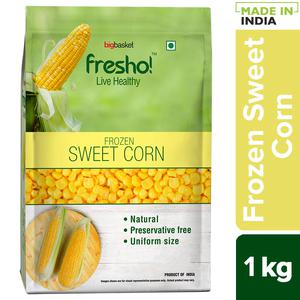 MADE IN
INDIA
bigbasket
fresho!™
Live Healthy
FROZEN
SWEET CORN
• Natural
• Preservative free
• Uniform size
PRODUCT OF INDIA
Frozen Sweet
Corn
1 kg